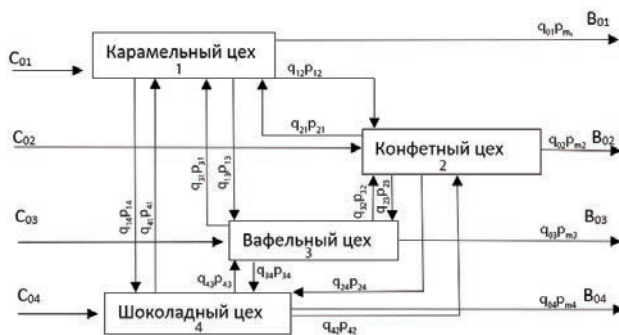 B₀₁
q₀₁pₘ₁
C₀₁
Карамельный цех
1
q₁₂p₁₂
q₂₁p₂₁
C₀₂
Конфетный цех
2
q₀₂pₘ₂
B₀₂
q₃₁p₃₁
q₁₃p₁₃
q₁₄p₁₄
q₄₁p₄₁
q₃₂p₃₂
q₂₃p₂₃
C₀₃
Вафельный цех
3
B₀₃
q₀₃pₘ₃
q₄₃p₄₃
q₃₄p₃₄
q₂₄p₂₄
C₀₄
Шоколадный цех
4
B₀₄
q₀₄pₘ₄
q₄₂p₄₂